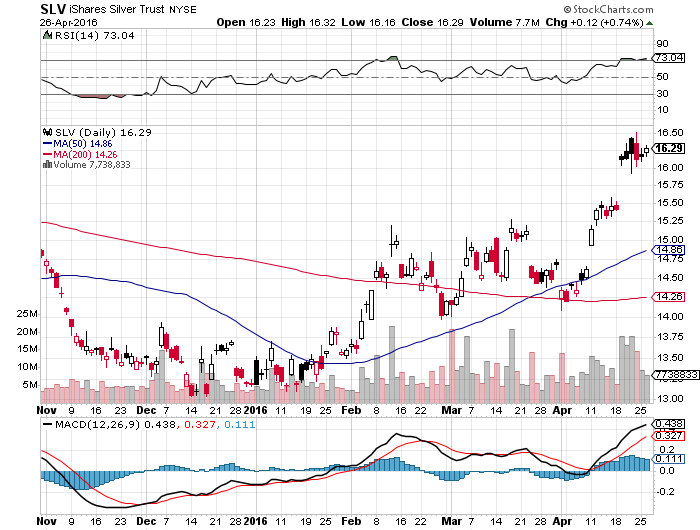 SLV iShares Silver Trust NYSE © StockCharts.com
26-Apr-2016 Open 16.23 High 16.32 Low 16.16 Close 16.29 Volume 7.7M Chg +0.12 (+0.74%)
RSI(14) 73.04
90
73.04
50
30
10
SLV (Daily) 16.29
MA(50) 14.86
MA(200) 14.26
Volume 7,738,833
16.50
16.29
16.00
15.75
15.50
15.25
15.00
14.86
14.75
14.50
14.26
14.00
13.75
13.50
13.25
13.00
25M
20M
15M
10M
5M
7738833
Nov 9 16 23 Dec 7 14 21 28 2016 11 19 25 Feb 8 16 22 Mar 7 14 21 28 Apr 11 18 25
MACD(12,26,9) 0.438, 0.327, 0.111
0.438
0.327
0.111
0.0
-0.2
Nov 9 16 23 Dec 7 14 21 28 2016 11 19 25 Feb 8 16 22 Mar 7 14 21 28 Apr 11 18 25